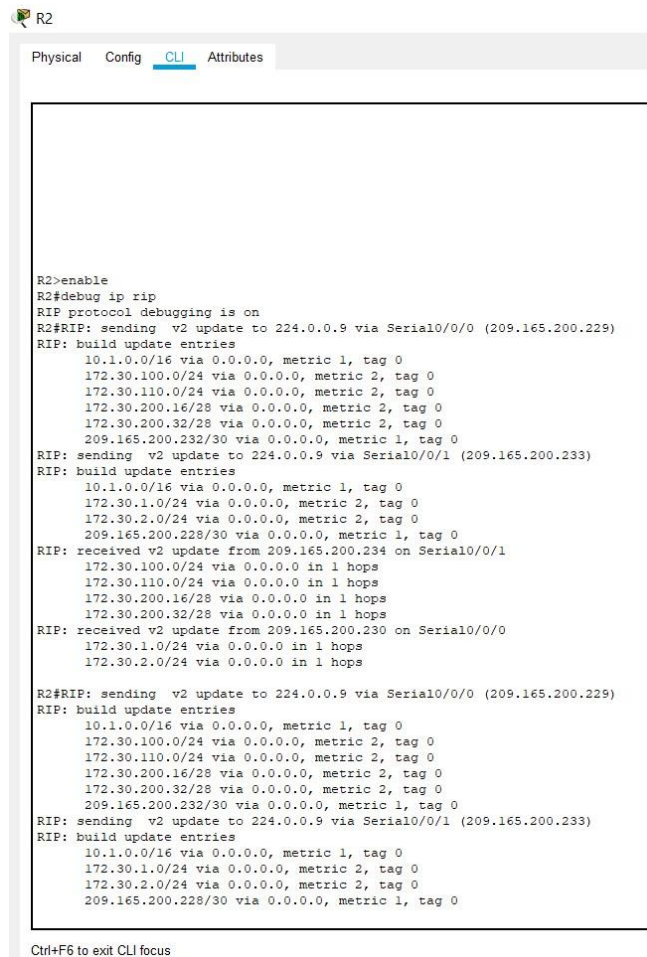 R2
Physical Config CLI Attributes
R2>enable
R2#debug ip rip
RIP protocol debugging is on
R2#RIP: sending  v2 update to 224.0.0.9 via Serial0/0/0 (209.165.200.229)
RIP: build update entries
      10.1.0.0/16 via 0.0.0.0, metric 1, tag 0
      172.30.100.0/24 via 0.0.0.0, metric 2, tag 0
      172.30.110.0/24 via 0.0.0.0, metric 2, tag 0
      172.30.200.16/28 via 0.0.0.0, metric 2, tag 0
      172.30.200.32/28 via 0.0.0.0, metric 2, tag 0
      209.165.200.232/30 via 0.0.0.0, metric 1, tag 0
RIP: sending  v2 update to 224.0.0.9 via Serial0/0/1 (209.165.200.233)
RIP: build update entries
      10.1.0.0/16 via 0.0.0.0, metric 1, tag 0
      172.30.1.0/24 via 0.0.0.0, metric 2, tag 0
      172.30.2.0/24 via 0.0.0.0, metric 2, tag 0
      209.165.200.228/30 via 0.0.0.0, metric 1, tag 0
RIP: received v2 update from 209.165.200.234 on Serial0/0/1
      172.30.100.0/24 via 0.0.0.0 in 1 hops
      172.30.110.0/24 via 0.0.0.0 in 1 hops
      172.30.200.16/28 via 0.0.0.0 in 1 hops
      172.30.200.32/28 via 0.0.0.0 in 1 hops
RIP: received v2 update from 209.165.200.230 on Serial0/0/0
      172.30.1.0/24 via 0.0.0.0 in 1 hops
      172.30.2.0/24 via 0.0.0.0 in 1 hops
R2#RIP: sending  v2 update to 224.0.0.9 via Serial0/0/0 (209.165.200.229)
RIP: build update entries
      10.1.0.0/16 via 0.0.0.0, metric 1, tag 0
      172.30.100.0/24 via 0.0.0.0, metric 2, tag 0
      172.30.110.0/24 via 0.0.0.0, metric 2, tag 0
      172.30.200.16/28 via 0.0.0.0, metric 2, tag 0
      172.30.200.32/28 via 0.0.0.0, metric 2, tag 0
      209.165.200.232/30 via 0.0.0.0, metric 1, tag 0
RIP: sending  v2 update to 224.0.0.9 via Serial0/0/1 (209.165.200.233)
RIP: build update entries
      10.1.0.0/16 via 0.0.0.0, metric 1, tag 0
      172.30.1.0/24 via 0.0.0.0, metric 2, tag 0
      172.30.2.0/24 via 0.0.0.0, metric 2, tag 0
      209.165.200.228/30 via 0.0.0.0, metric 1, tag 0
Ctrl+F6 to exit CLI focus